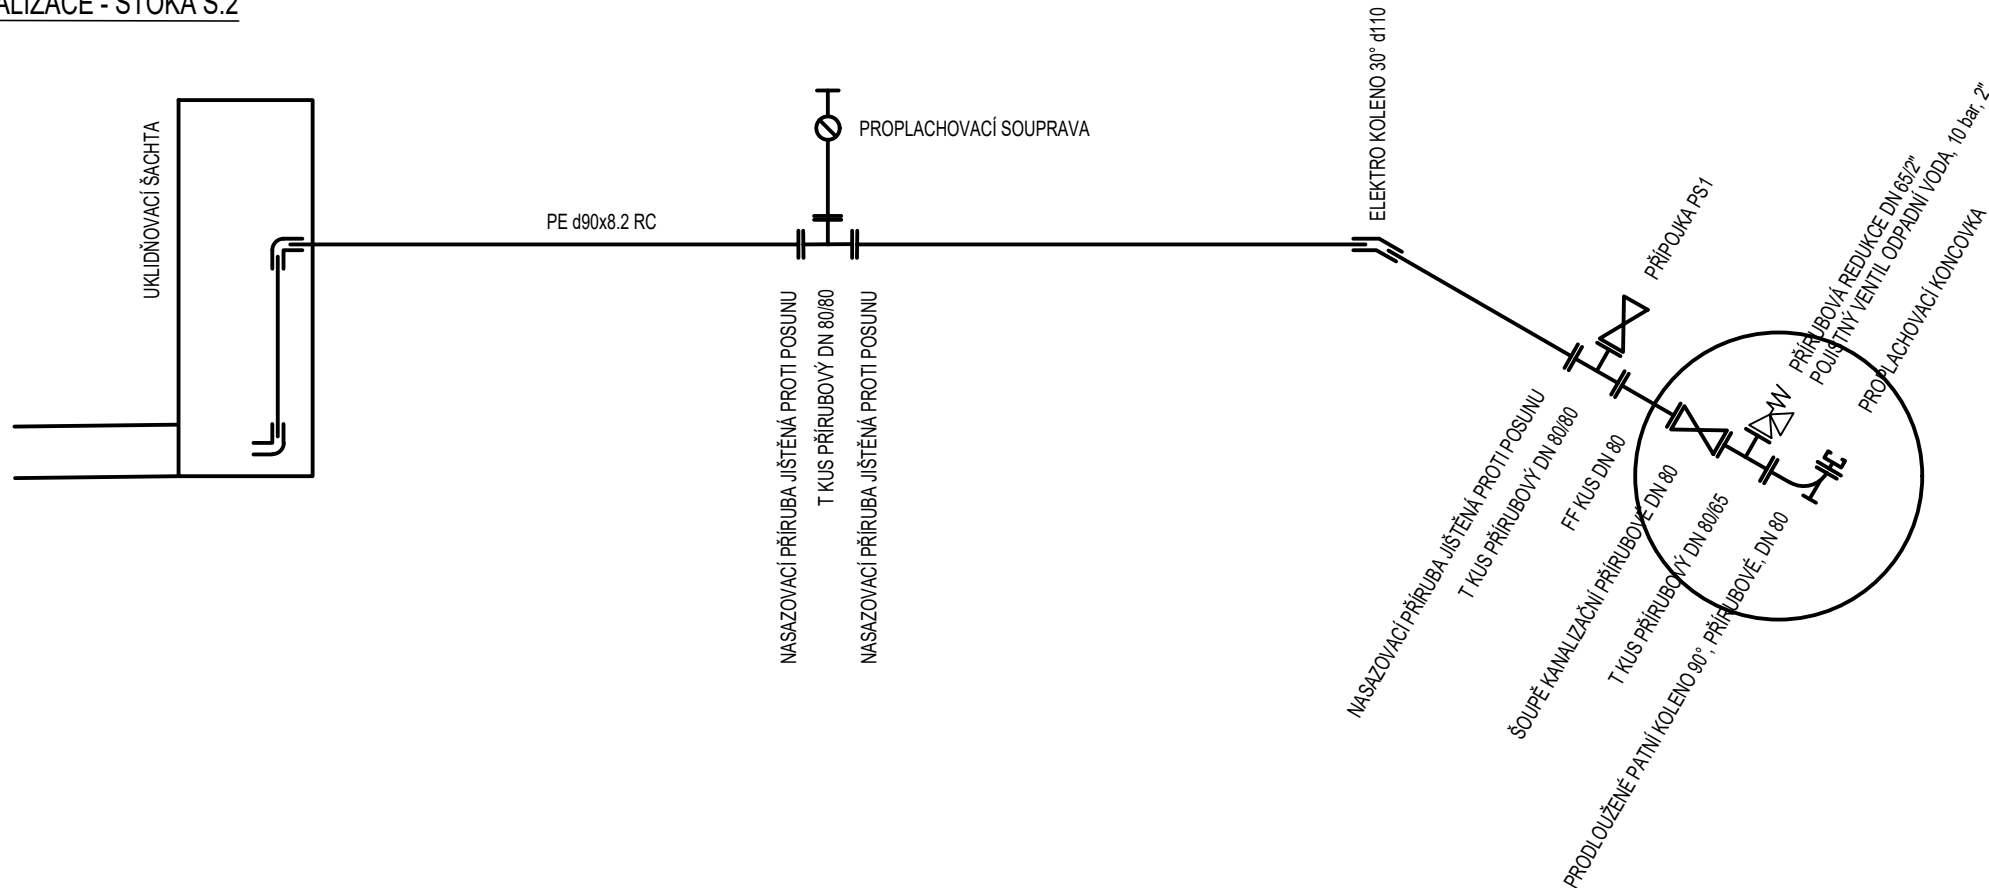 ALIZACE - STOKA S.2
UKLIDŇOVACÍ ŠACHTA
PE d90x8.2 RC
PROPLACHOVACÍ SOUPRAVA
NASAZOVACÍ PŘÍRUBA JIŠTĚNÁ PROTI POSUNU
T KUS PŘÍRUBOVÝ DN 80/80
NASAZOVACÍ PŘÍRUBA JIŠTĚNÁ PROTI POSUNU
ELEKTRO KOLENO 30° d110
PŘÍPOJKA PS1
PŘÍRUBOVÁ REDUKCE DN 65/2"
POJISTNÝ VENTIL ODPADNÍ VODA, 10 bar, 2"
PROPLACHOVACÍ KONCOVKA
NASAZOVACÍ PŘÍRUBA JIŠTĚNÁ PROTI POSUNU
T KUS PŘÍRUBOVÝ DN 80/80
FF KUS DN 80
ŠOUPĚ KANALIZAČNÍ PŘÍRUBOVÉ DN 80
T KUS PŘÍRUBOVÝ DN 80/65
PRODLOUŽENÉ PATNÍ KOLENO 90°, PŘÍRUBOVÉ, DN 80